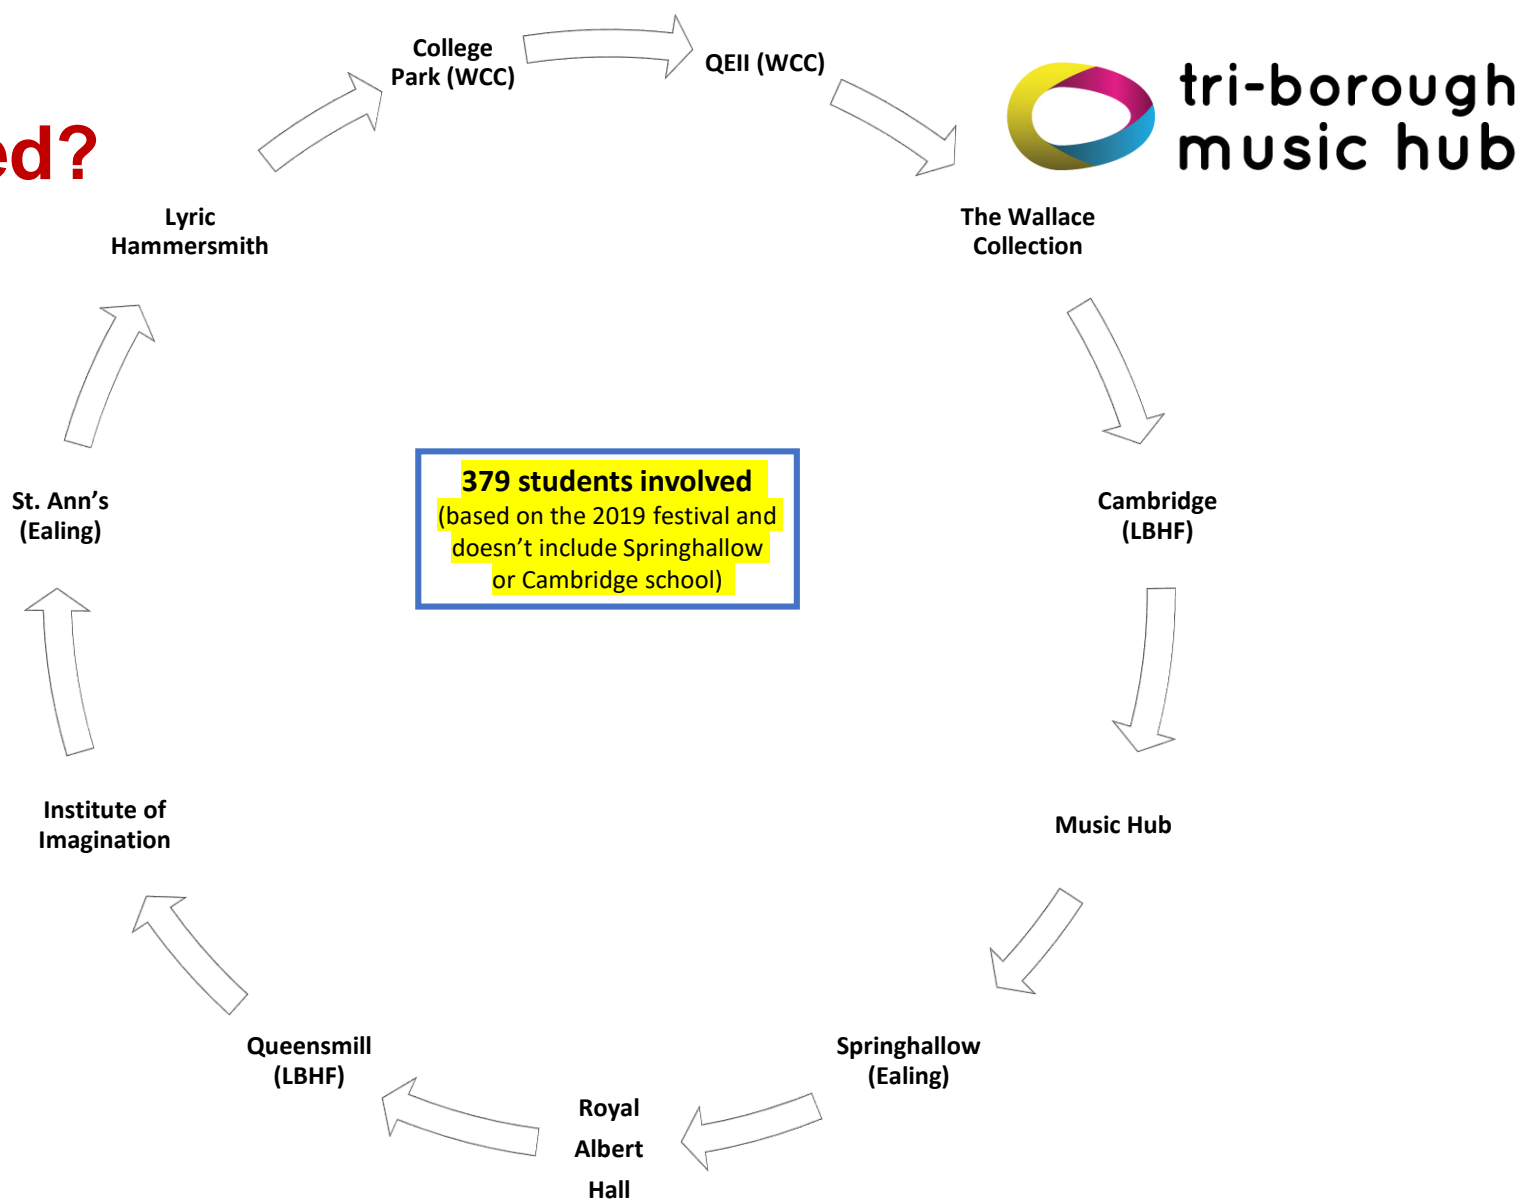 ed?
College
Park (WCC)
QEII (WCC)
tri-borough
music hub
Lyric
Hammersmith
The Wallace
Collection
379 students involved
(based on the 2019 festival and
doesn't include Springhallow
or Cambridge school)
St. Ann's
(Ealing)
Cambridge
(LBHF)
Institute of
Imagination
Music Hub
Queensmill
(LBHF)
Springhallow
(Ealing)
Royal
Albert
Hall